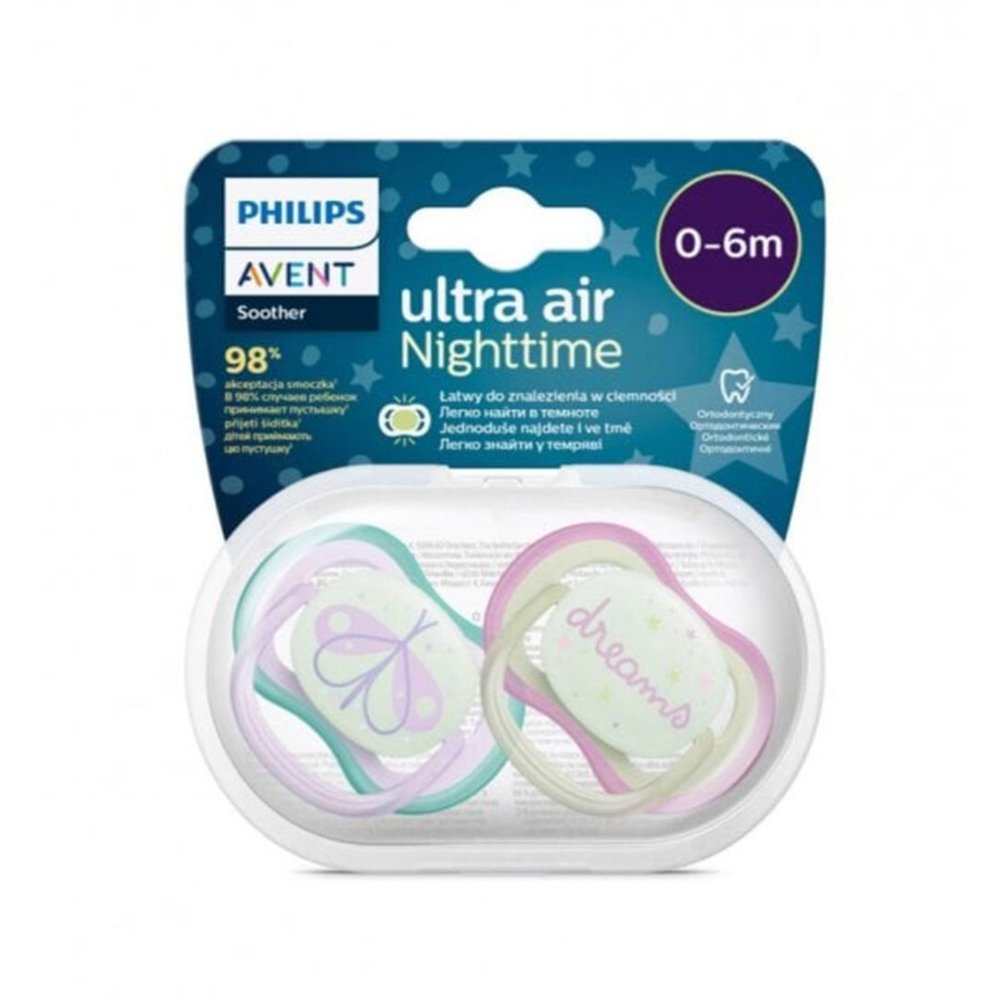 PHILIPS
AVENT
Soother
0-6m
ultra air
Nighttime
98%
akceptacja smoczka
В 98% случаев ребенок
принимает пустышку
přijetí šidítka
дітей приймають
цю пустушку
Łatwy do znalezienia w ciemności
Легко найти в темноте
Jednoduše najdete i ve tmě
Легко знайти у темряві
Ortodontyczny
Ортодонтические
Ortodontické
Ортодонтичні
dreams